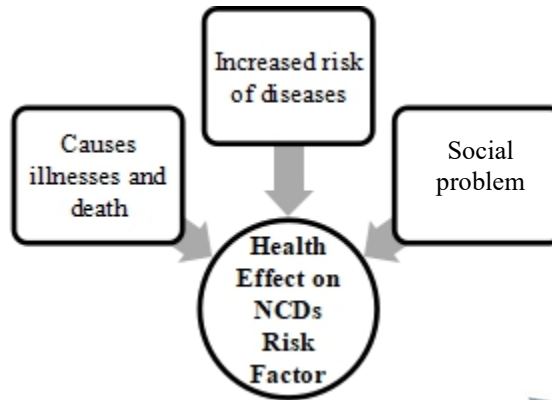 Increased risk
of diseases
Causes
illnesses and
death
Social
problem
Health
Effect on
NCDs
Risk
Factor